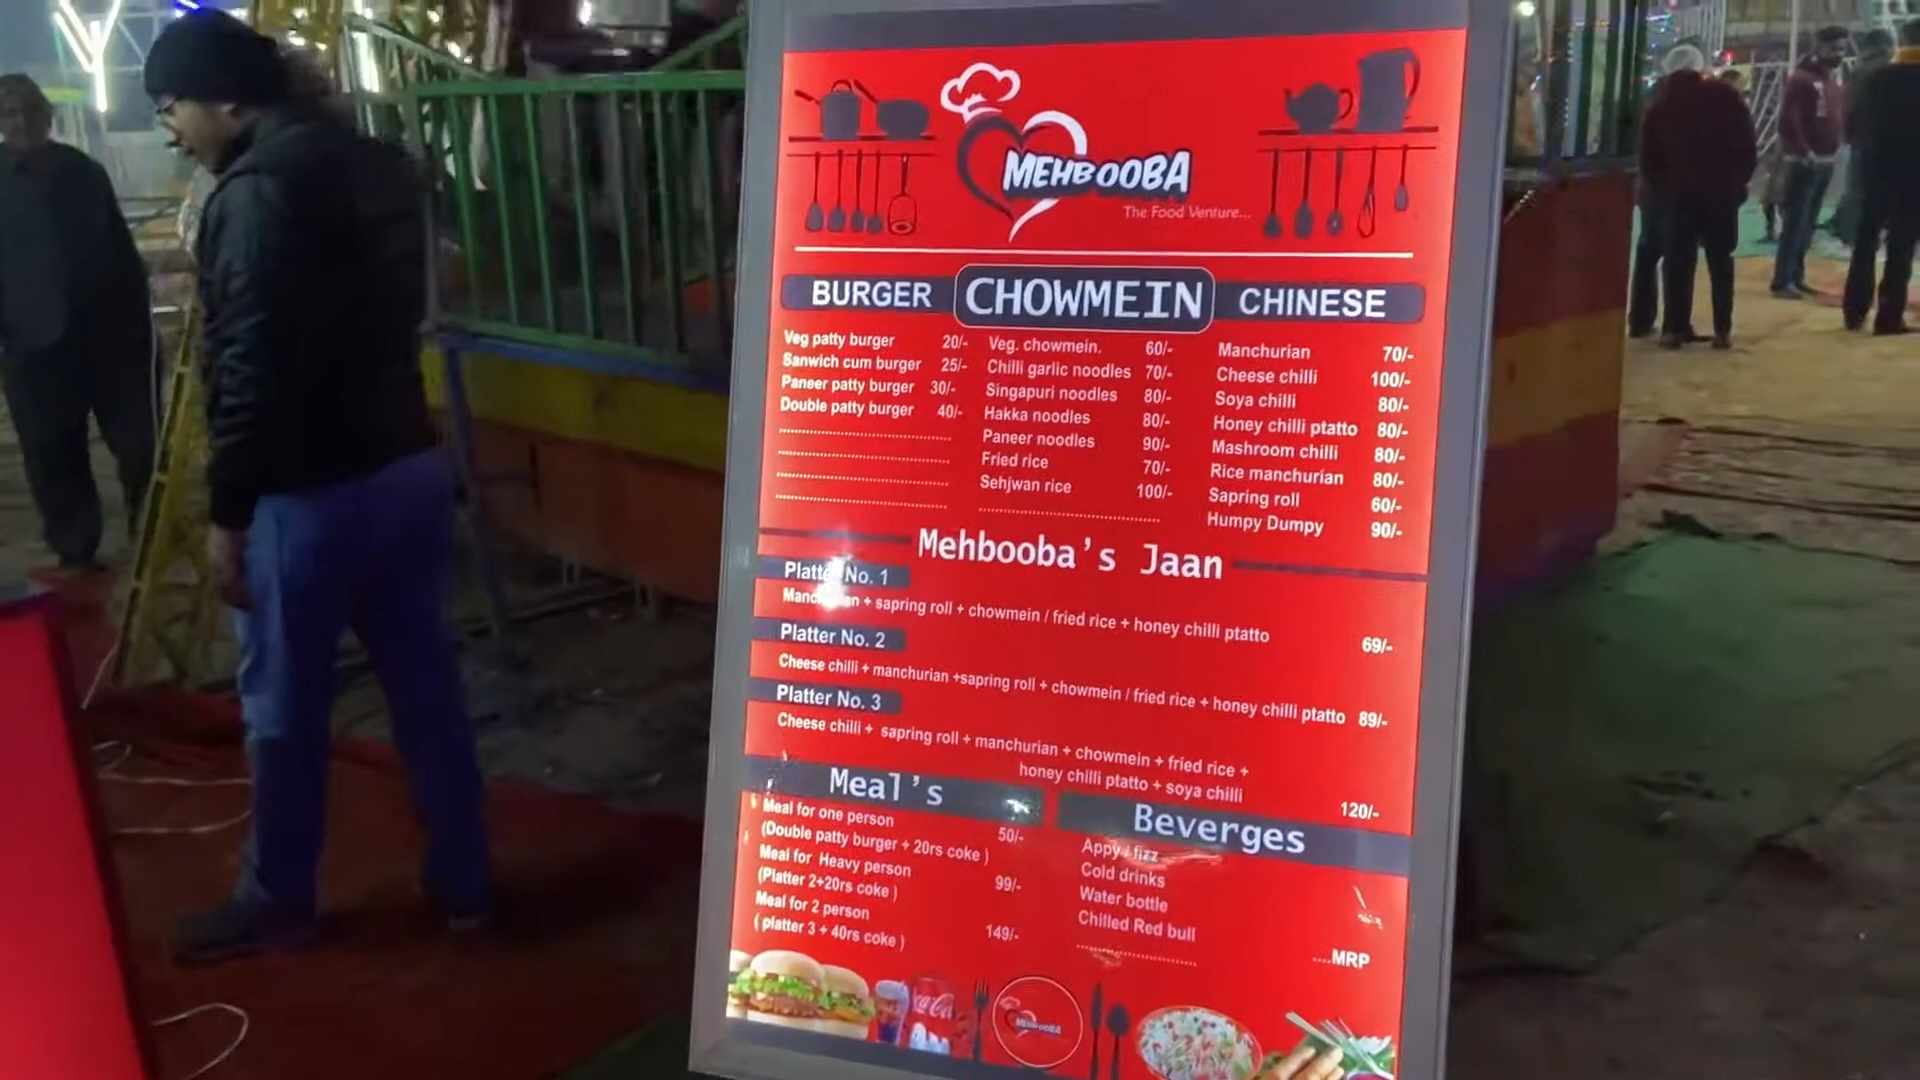 MEHBOOBA
The Food Venture...
BURGER
Veg patty burger 20/-
Sanwich cum burger 25/-
Paneer patty burger 30/-
Double patty burger 40/-
CHOWMEIN
Veg. chowmein. 60/-
Chilli garlic noodles 70/-
Singapuri noodles 80/-
Hakka noodles 80/-
Paneer noodles 90/-
Fried rice 70/-
Sehjwan rice 100/-
CHINESE
Manchurian 70/-
Cheese chilli 100/-
Soya chilli 80/-
Honey chilli ptatto 80/-
Mashroom chilli 80/-
Rice manchurian 80/-
Sapring roll 60/-
Humpy Dumpy 90/-
Mehbooba's Jaan
Platter No. 1
Manchurian + sapring roll + chowmein / fried rice + honey chilli ptatto 69/-
Platter No. 2
Cheese chilli + manchurian +sapring roll + chowmein / fried rice + honey chilli ptatto 89/-
Platter No. 3
Cheese chilli + sapring roll + manchurian + chowmein + fried rice +
honey chilli ptatto + soya chilli 120/-
Meal's
Meal for one person 50/-
(Double patty burger + 20rs coke )
Meal for Heavy person 99/-
(Platter 2+20rs coke )
Meal for 2 person
( platter 3 + 40rs coke ) 149/-
Beverges
Appy / fizz
Cold drinks
Water bottle
Chilled Red bull
....MRP
Coca-Cola
MEHBOOBA